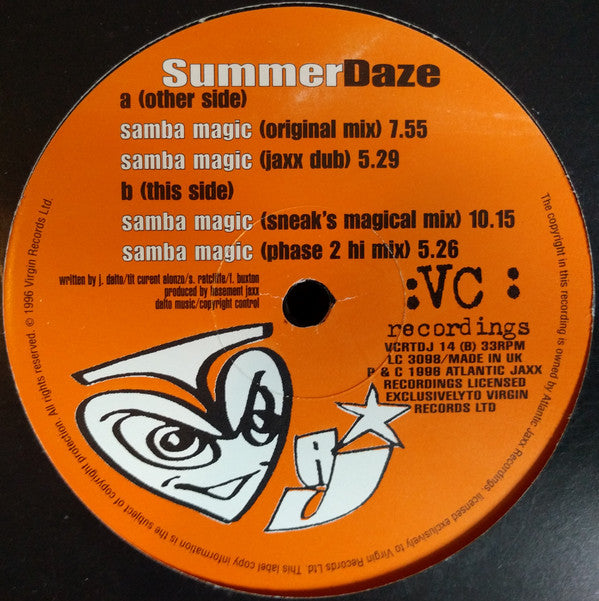 SummerDaze
a (other side)
samba magic (original mix) 7.55
samba magic (jaxx dub) 5.29
b (this side)
samba magic (sneak's magical mix) 10.15
samba magic (phase 2 hi mix) 5.26
written by j. dalto/tit curent alonzo/s. ratcliffe/f. buxton
produced by basement jaxx
dalto music/copyright control
:VC :
recordings
VCRTDJ 14 (B) 33RPM
LC 3098/MADE IN UK
P & C 1996 ATLANTIC JAXX
RECORDINGS LICENSED
EXCLUSIVELYTO VIRGIN
RECORDS LTD
RJ
The copyright in this recording is owned by Atlantic Jaxx Recordings licensed exclusively to Virgin Records Ltd. This label copy information is the subject of copyright protection. All rights reserved. © 1996 Virgin Records Ltd.